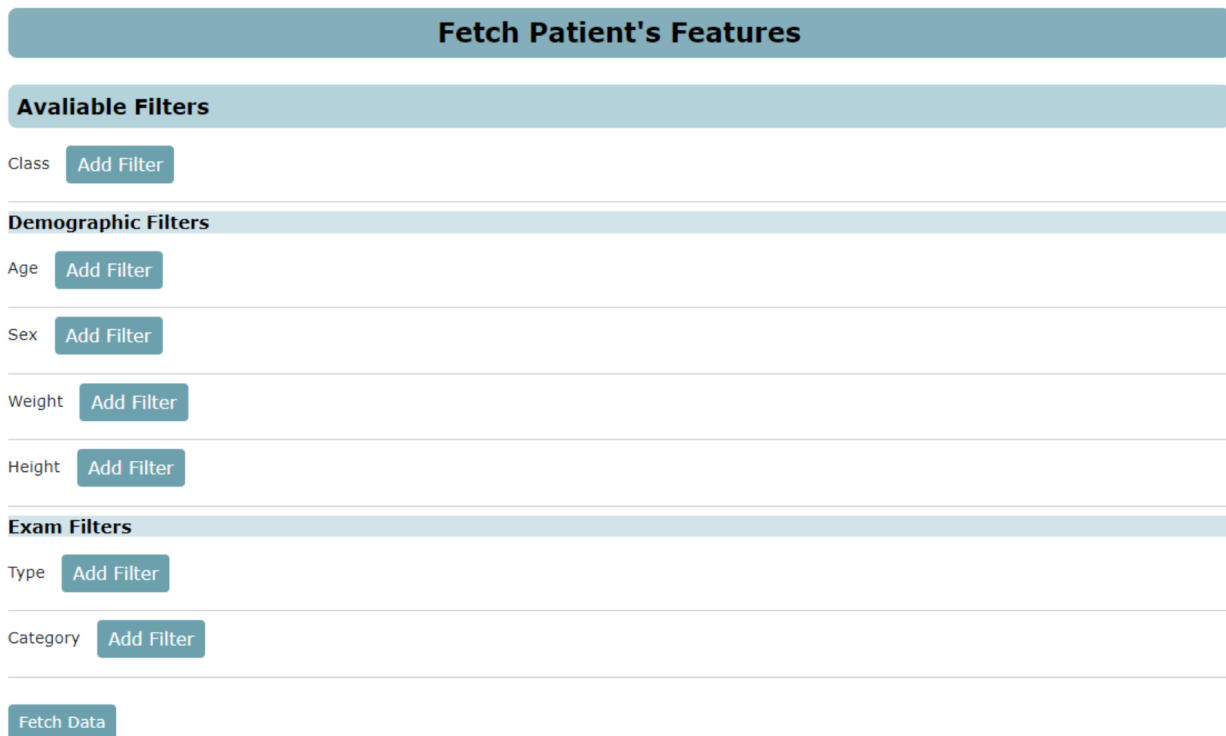 Fetch Patient's Features
Avaliable Filters
Class Add Filter
Demographic Filters
Age Add Filter
Sex Add Filter
Weight Add Filter
Height Add Filter
Exam Filters
Type Add Filter
Category Add Filter
Fetch Data